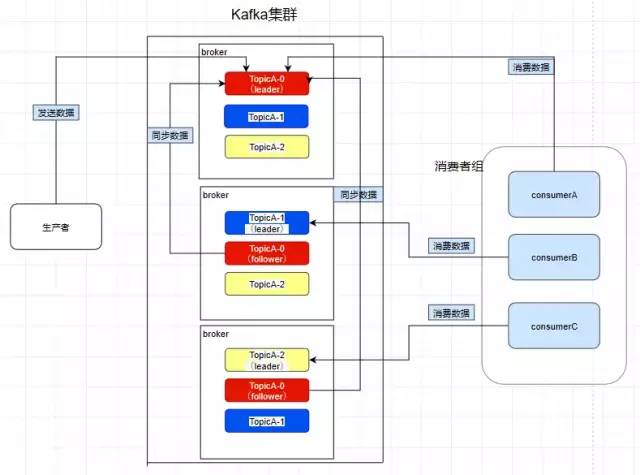 Kafka集群
broker
TopicA-0
(leader)
TopicA-1
TopicA-2
消费数据
发送数据
同步数据
消费者组
consumerA
生产者
broker
同步数据
TopicA-1
(leader)
TopicA-0
(follower)
TopicA-2
消费数据
consumerB
消费数据
consumerC
broker
TopicA-2
(leader)
TopicA-0
(follower)
TopicA-1